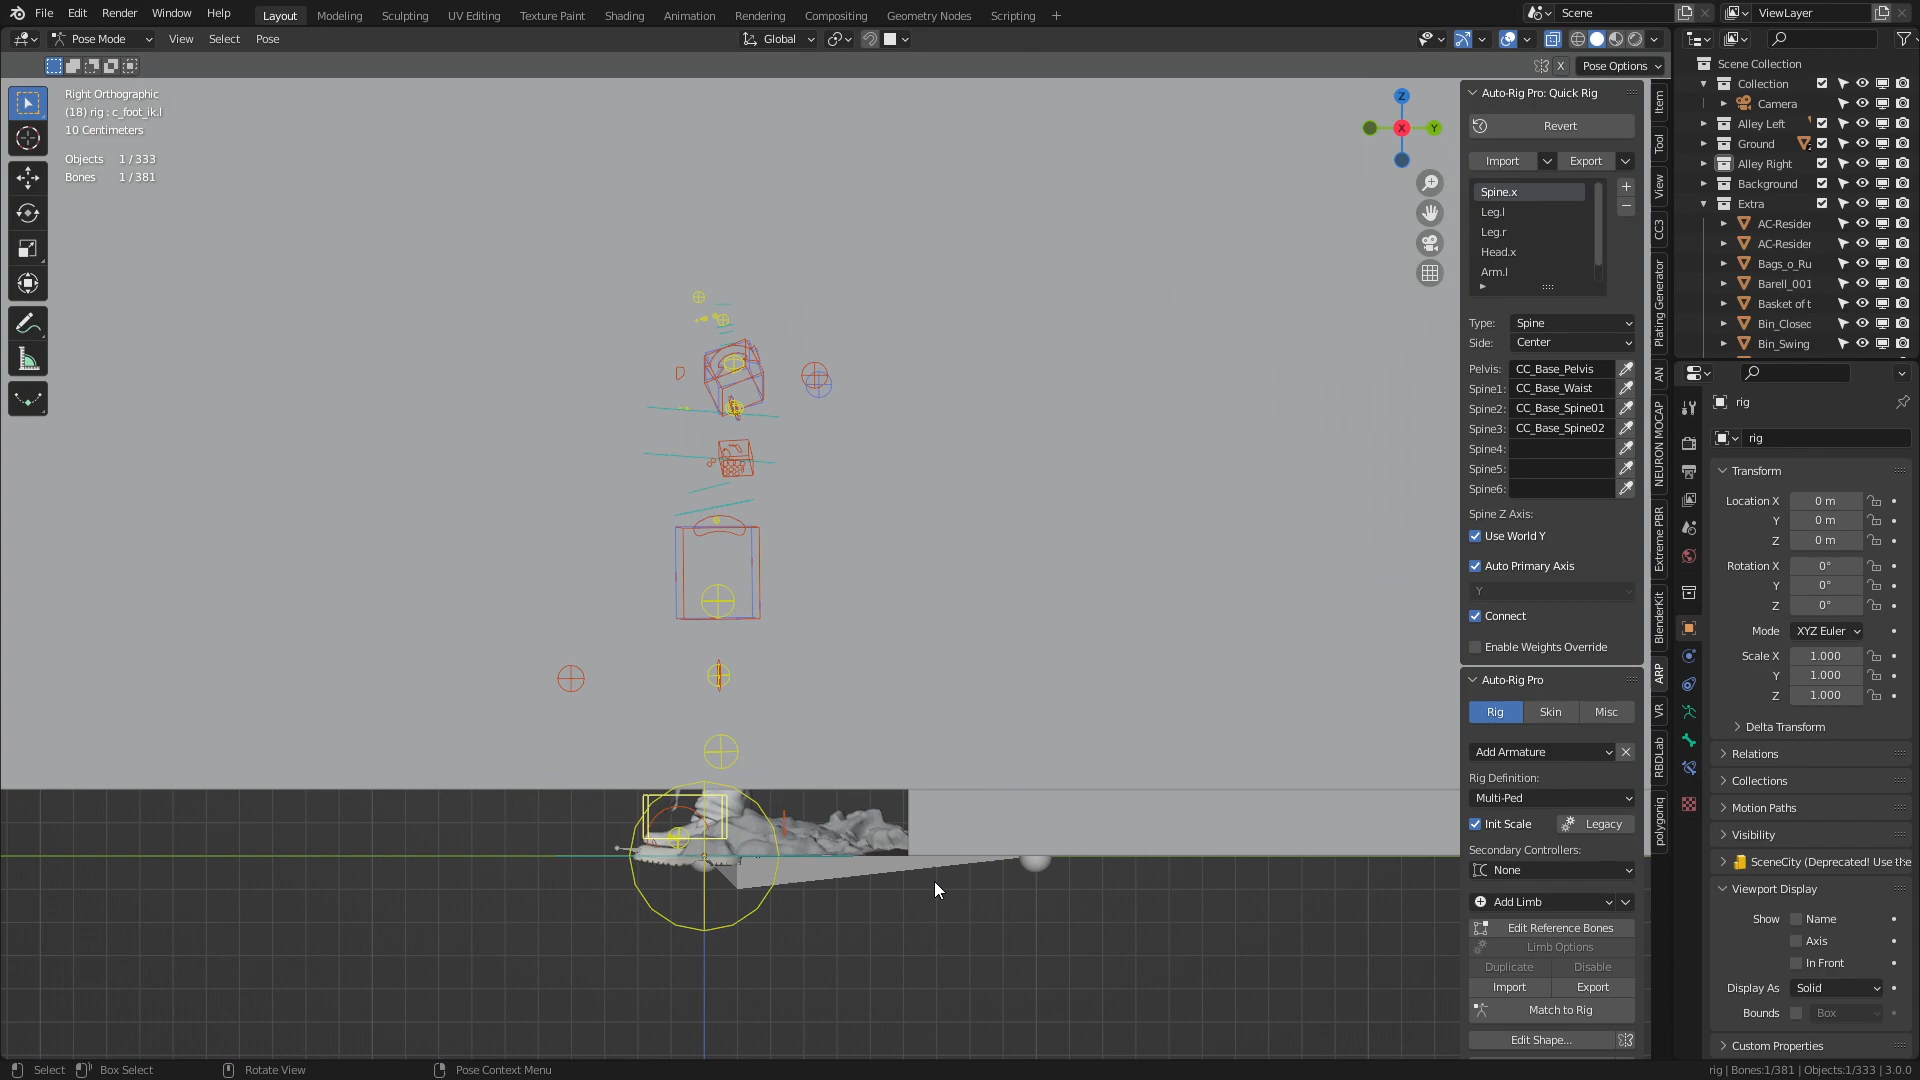 File Edit Render Window Help Layout Modeling Sculpting UV Editing Texture Paint Shading Animation Rendering Compositing Geometry Nodes Scripting + Scene ViewLayer
Pose Mode View Select Pose Global
X Pose Options
Right Orthographic
(18) rig : c_foot_ik.l
10 Centimeters
Objects 1 / 333
Bones 1 / 381
Z
X
Y
Auto-Rig Pro: Quick Rig
Revert
Import Export
Spine.x
Leg.l
Leg.r
Head.x
Arm.l
Type: Spine
Side: Center
Pelvis: CC_Base_Pelvis
Spine1: CC_Base_Waist
Spine2: CC_Base_Spine01
Spine3: CC_Base_Spine02
Spine4:
Spine5:
Spine6:
Spine Z Axis:
Use World Y
Auto Primary Axis
Y
Connect
Enable Weights Override
Auto-Rig Pro
Rig Skin Misc
Add Armature
Rig Definition:
Multi-Ped
Init Scale Legacy
Secondary Controllers:
None
Add Limb
Edit Reference Bones
Limb Options
Duplicate Disable
Import Export
Match to Rig
Edit Shape...
Item
Tool
View
CC3
Plating Generator
AN
NEURON MOCAP
Extreme PBR
BlenderKit
ARP
VR
RBDLab
polygoniq
Scene Collection
Collection
Camera
Alley Left
Ground
Alley Right
Background
Extra
AC-Resider
AC-Resider
Bags_o_Ru
Barell_001
Basket of t
Bin_Closec
Bin_Swing
rig
rig
Transform
Location X 0 m
Y 0 m
Z 0 m
Rotation X 0°
Y 0°
Z 0°
Mode XYZ Euler
Scale X 1.000
Y 1.000
Z 1.000
Delta Transform
Relations
Collections
Motion Paths
Visibility
SceneCity (Deprecated! Use the
Viewport Display
Show Name
Axis
In Front
Display As Solid
Bounds Box
Custom Properties
Select Box Select Rotate View Pose Context Menu rig | Bones:1/381 | Objects:1/333 | 3.0.0